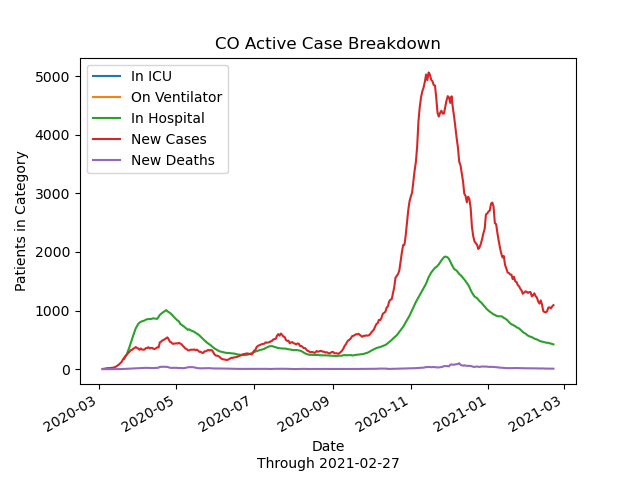 CO Active Case Breakdown
In ICU
On Ventilator
In Hospital
New Cases
New Deaths
Patients in Category
5000
4000
3000
2000
1000
0
2020-03
2020-05
2020-07
2020-09
2020-11
2021-01
2021-03
Date
Through 2021-02-27